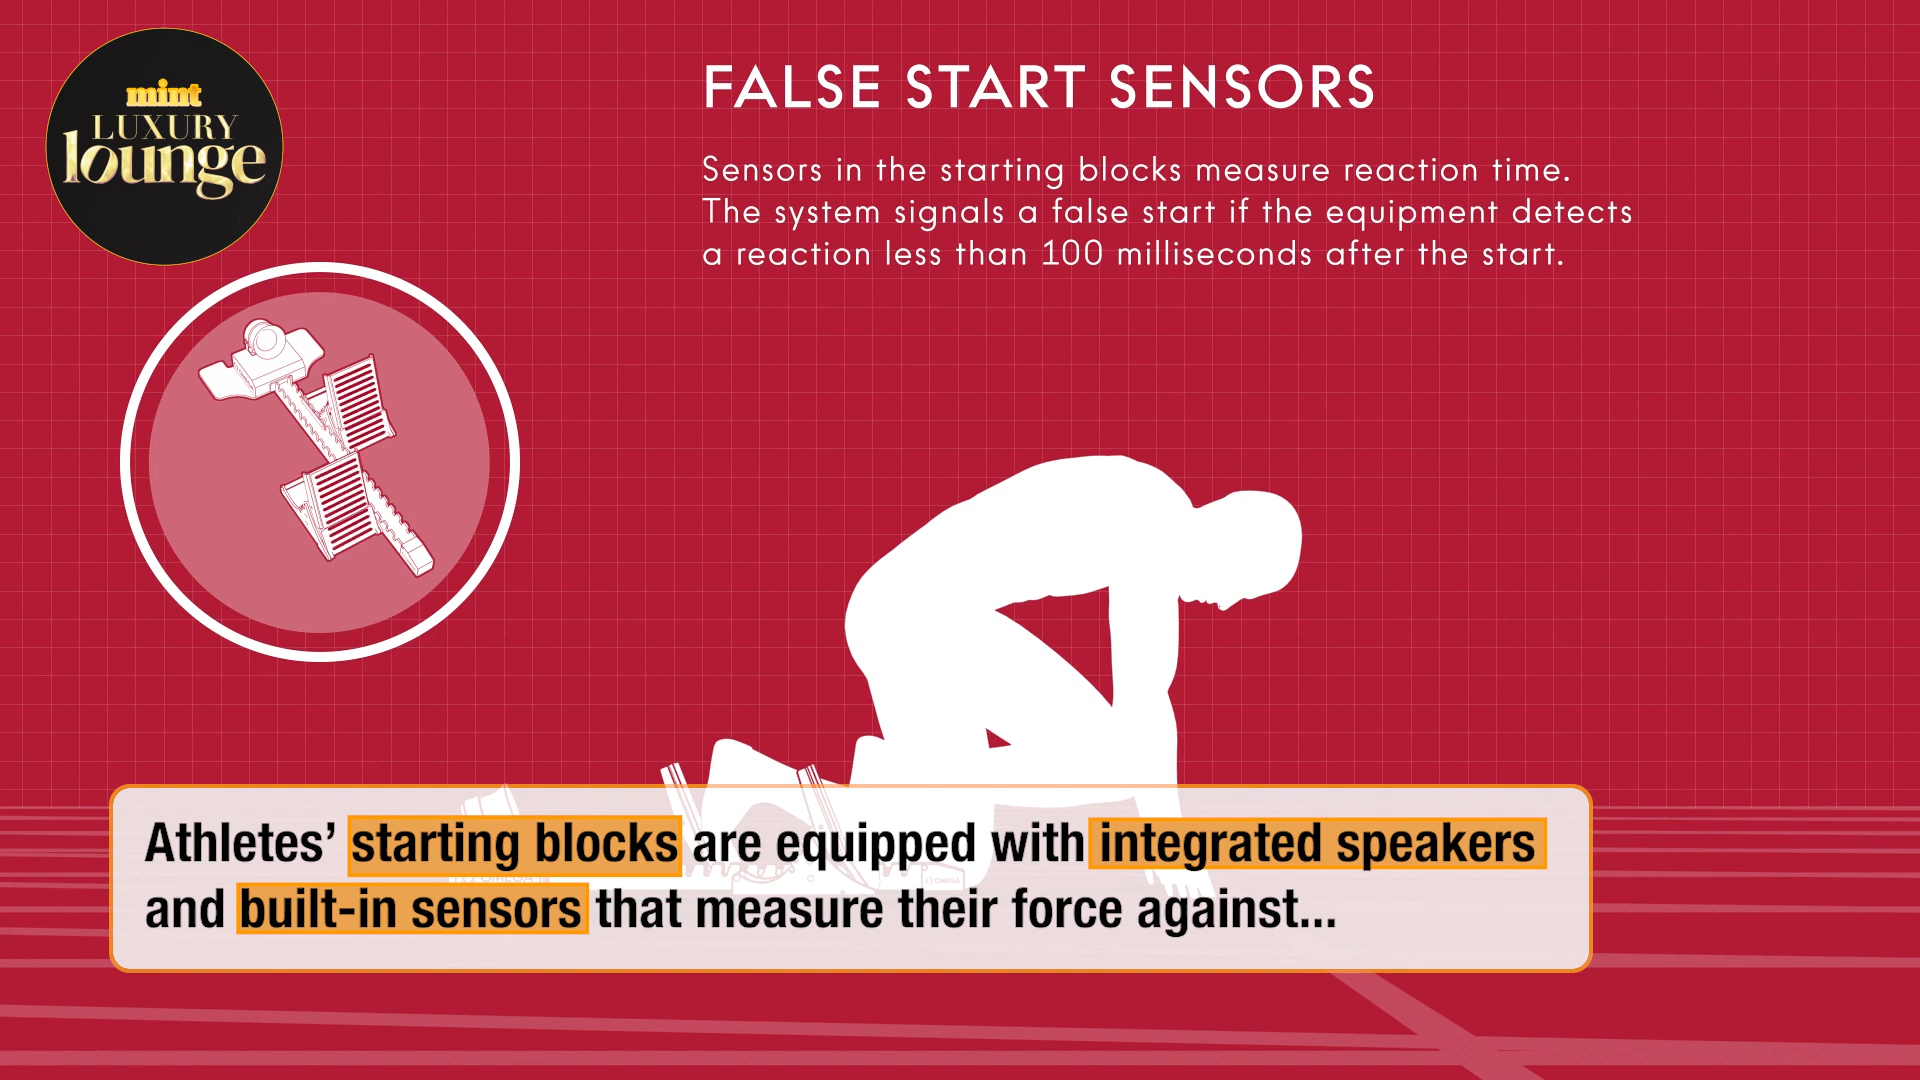 mint
LUXURY
lounge
FALSE START SENSORS
Sensors in the starting blocks measure reaction time.
The system signals a false start if the equipment detects
a reaction less than 100 milliseconds after the start.
Athletes’ starting blocks are equipped with integrated speakers
and built-in sensors that measure their force against...
Ω OMEGA